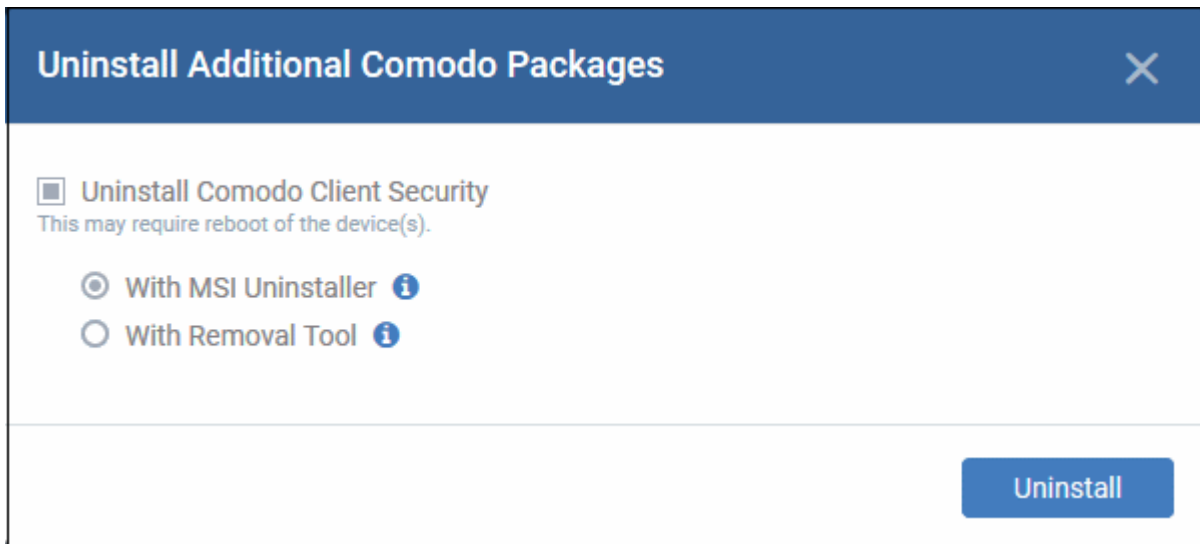 Uninstall Additional Comodo Packages
Uninstall Comodo Client Security
This may require reboot of the device(s).
With MSI Uninstaller
With Removal Tool
Uninstall